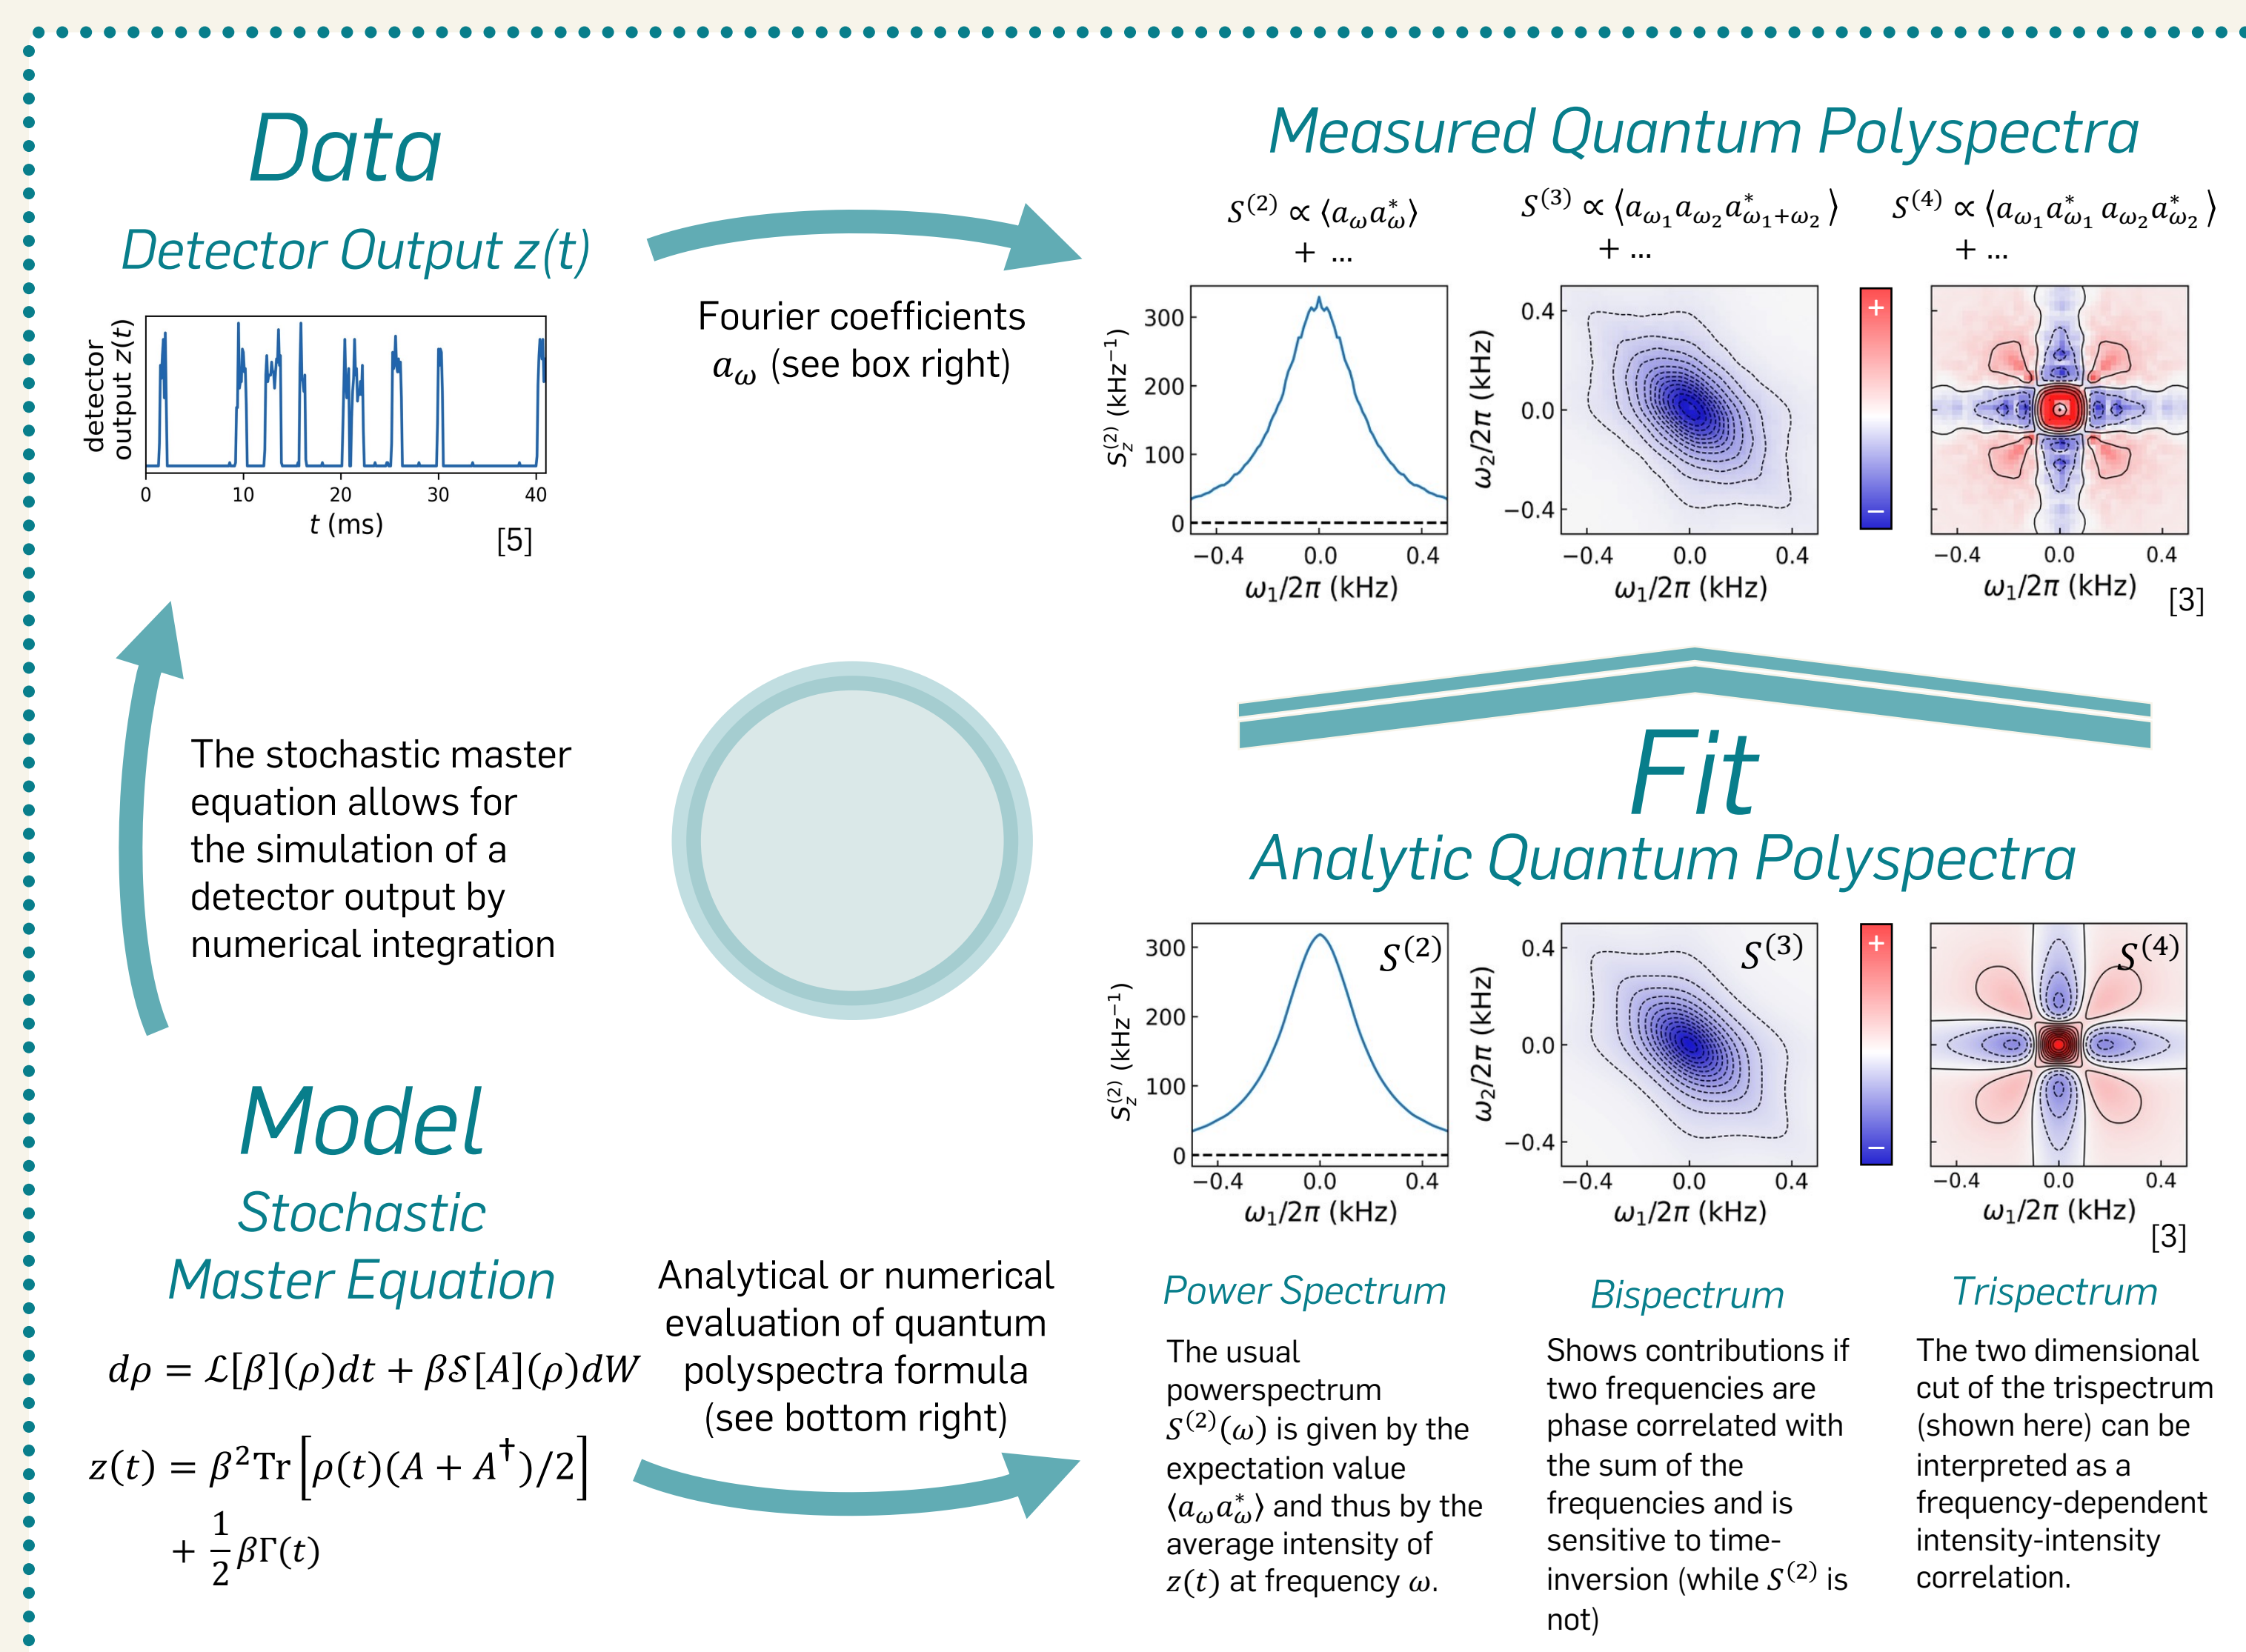 Data
Detector Output z(t)
detector
output z(t)
0 10 20 30 40
t (ms)
[5]
Fourier coefficients
a_ω (see box right)
Measured Quantum Polyspectra
S^(2) ∝ ⟨a_ω a*_ω⟩
+ ...
S^(3) ∝ ⟨a_ω₁ a_ω₂ a*_ω₁+ω₂⟩
+ ...
S^(4) ∝ ⟨a_ω₁ a*_ω₁ a_ω₂ a*_ω₂⟩
+ ...
S_z^(2) (kHz⁻¹)
300
200
100
0
−0.4 0.0 0.4
ω₁/2π (kHz)
ω₂/2π (kHz)
0.4
0.0
−0.4
−0.4 0.0 0.4
ω₁/2π (kHz)
+
−
−0.4 0.0 0.4
ω₁/2π (kHz)
[3]
The stochastic master
equation allows for
the simulation of a
detector output by
numerical integration
Fit
Analytic Quantum Polyspectra
S_z^(2) (kHz⁻¹)
300
200
100
0
S^(2)
−0.4 0.0 0.4
ω₁/2π (kHz)
ω₂/2π (kHz)
0.4
0.0
−0.4
S^(3)
−0.4 0.0 0.4
ω₁/2π (kHz)
+
−
S^(4)
−0.4 0.0 0.4
ω₁/2π (kHz)
[3]
Model
Stochastic
Master Equation
dρ = ℒ[β](ρ)dt + β𝒮[A](ρ)dW
z(t) = β²Tr[ρ(t)(A + A†)/2]
+ 1/2 βΓ(t)
Analytical or numerical
evaluation of quantum
polyspectra formula
(see bottom right)
Power Spectrum
The usual
powerspectrum
S^(2)(ω) is given by the
expectation value
⟨a_ω a*_ω⟩ and thus by the
average intensity of
z(t) at frequency ω.
Bispectrum
Shows contributions if
two frequencies are
phase correlated with
the sum of the
frequencies and is
sensitive to time-
inversion (while S^(2) is
not)
Trispectrum
The two dimensional
cut of the trispectrum
(shown here) can be
interpreted as a
frequency-dependent
intensity-intensity
correlation.